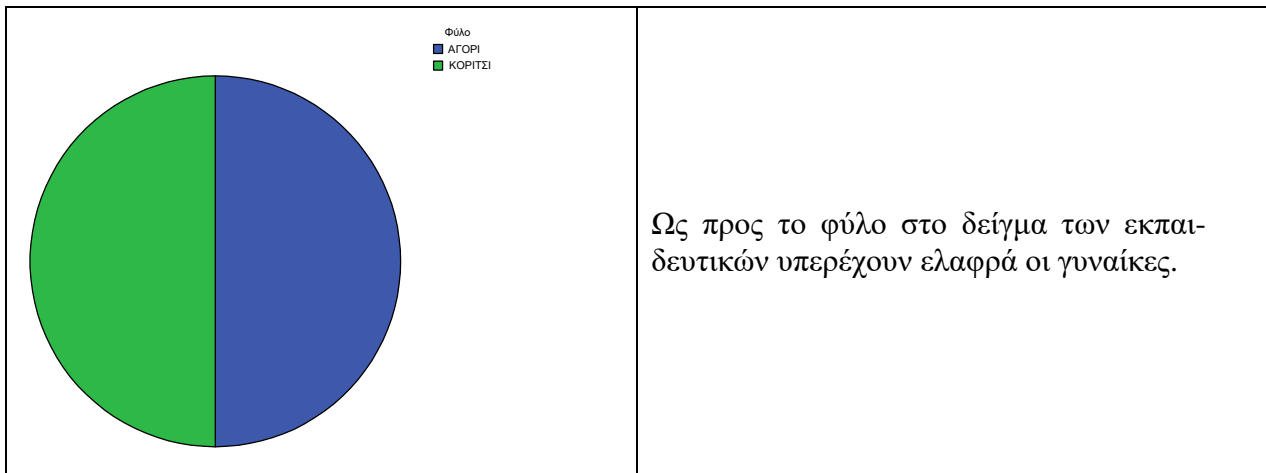 Φύλο
ΑΓΟΡΙ
ΚΟΡΙΤΣΙ
Ως προς το φύλο στο δείγμα των εκπαι-
δευτικών υπερέχουν ελαφρά οι γυναίκες.